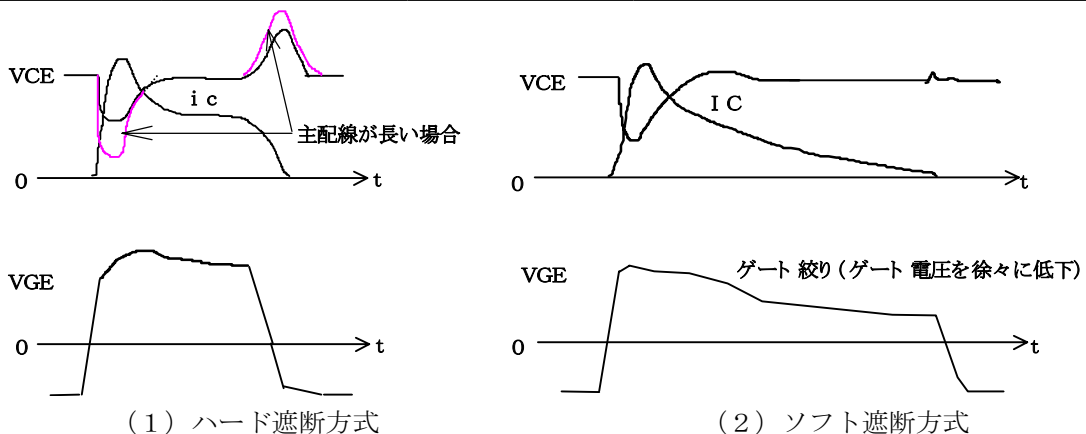 VCE
ic
主配線が長い場合
0
t
VGE
0
t
(1)ハード遮断方式
VCE
IC
0
t
VGE
ゲート 絞り(ゲート 電圧を徐々に低下)
0
t
(2)ソフト遮断方式